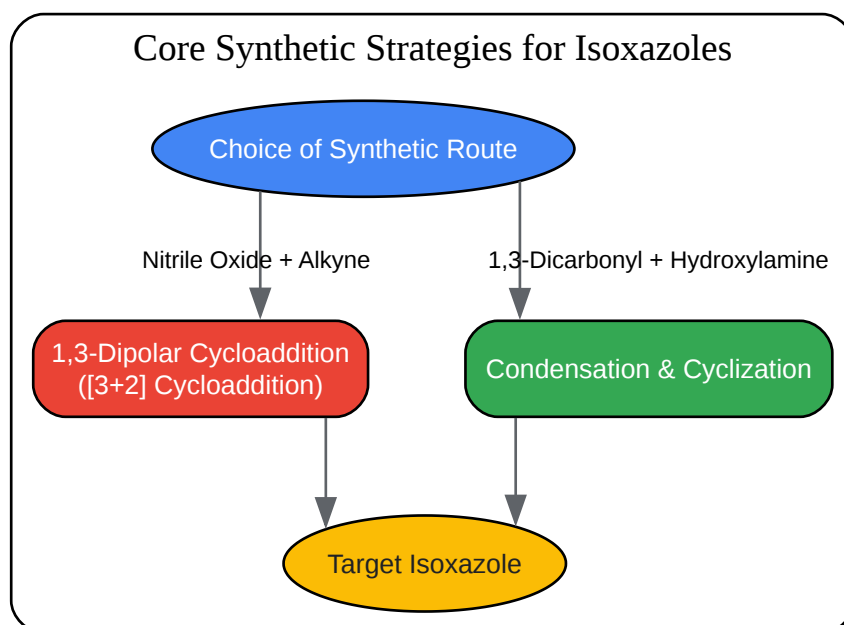 Core Synthetic Strategies for Isoxazoles
Choice of Synthetic Route
Nitrile Oxide + Alkyne
1,3-Dicarbonyl + Hydroxylamine
1,3-Dipolar Cycloaddition
([3+2] Cycloaddition)
Condensation & Cyclization
Target Isoxazole